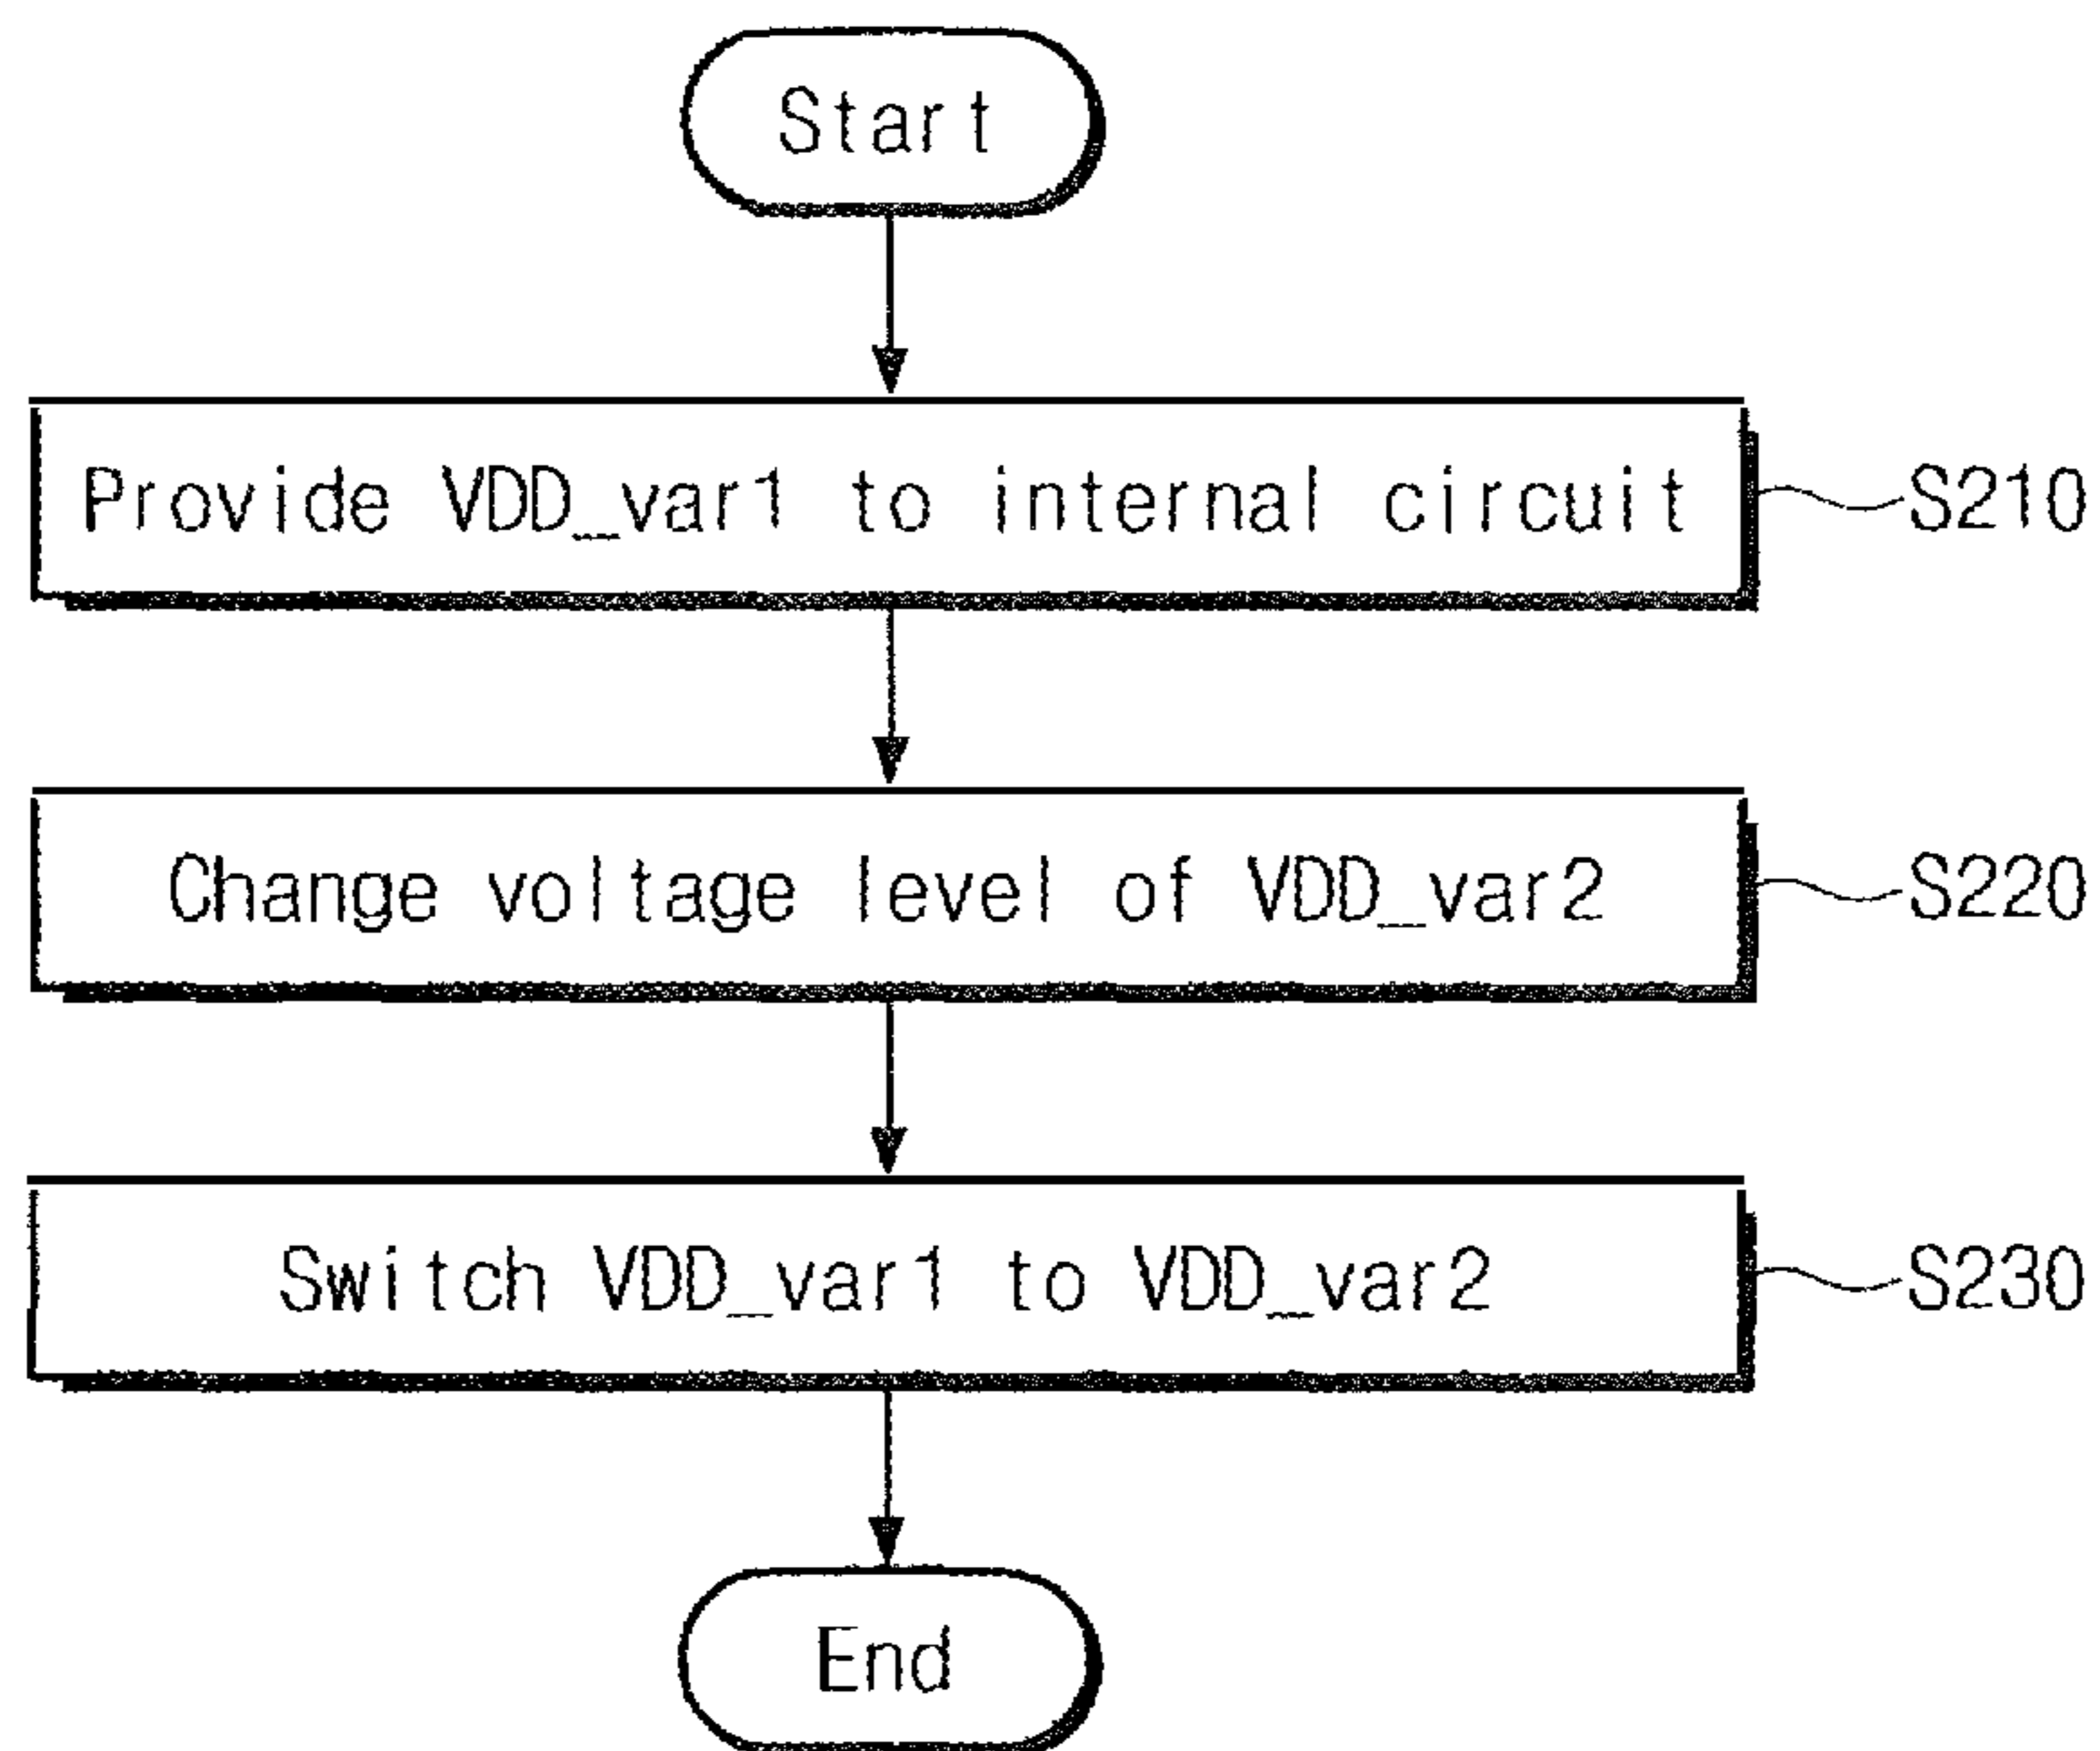 Start
Provide VDD_var1 to internal circuit
S210
Change voltage level of VDD_var2
S220
Switch VDD_var1 to VDD_var2
S230
End